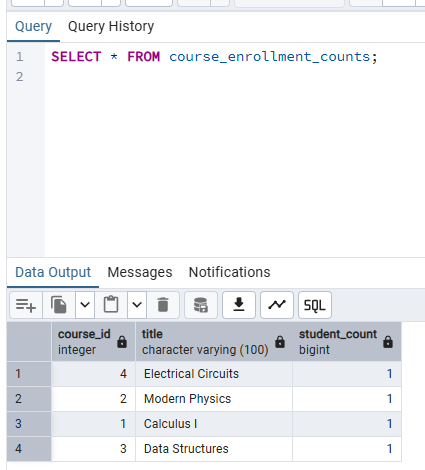 Query Query History
1 SELECT * FROM course_enrollment_counts;
2
Data Output Messages Notifications
SQL
course_id title student_count
integer character varying (100) bigint
1 4 Electrical Circuits 1
2 2 Modern Physics 1
3 1 Calculus I 1
4 3 Data Structures 1